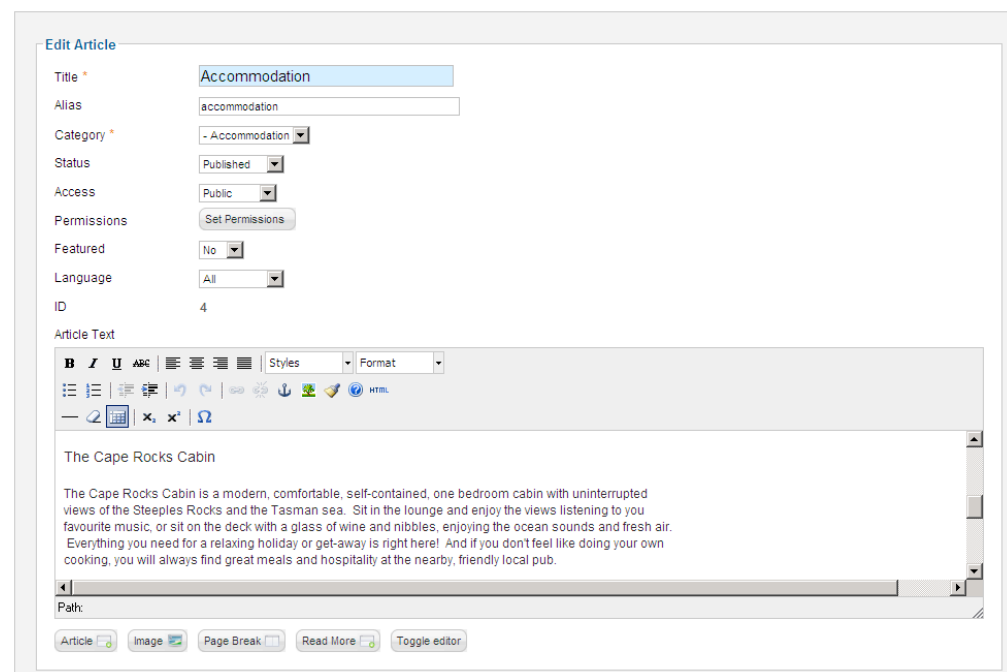 Edit Article
Title *
Accommodation
Alias
accommodation
Category *
- Accommodation
Status
Published
Access
Public
Permissions
Set Permissions
Featured
No
Language
All
ID
4
Article Text
B I U ABC Styles Format
HTML
x₂ x² Ω
The Cape Rocks Cabin
The Cape Rocks Cabin is a modern, comfortable, self-contained, one bedroom cabin with uninterrupted
views of the Steeples Rocks and the Tasman sea.  Sit in the lounge and enjoy the views listening to you
favourite music, or sit on the deck with a glass of wine and nibbles, enjoying the ocean sounds and fresh air.
Everything you need for a relaxing holiday or get-away is right here!  And if you don't feel like doing your own
cooking, you will always find great meals and hospitality at the nearby, friendly local pub.
Path:
Article Image Page Break Read More Toggle editor